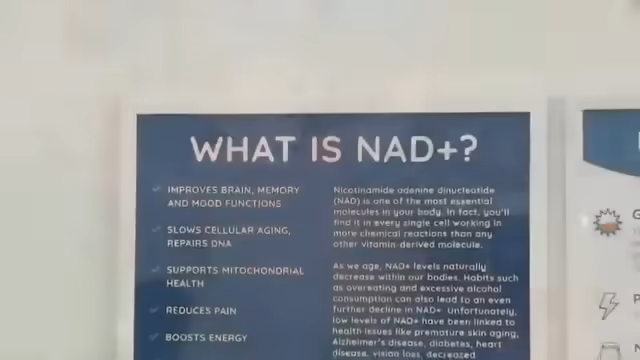 WHAT IS NAD+?
IMPROVES BRAIN, MEMORY
AND MOOD FUNCTIONS
SLOWS CELLULAR AGING,
REPAIRS DNA
SUPPORTS MITOCHONDRIAL
HEALTH
REDUCES PAIN
BOOSTS ENERGY
Nicotinamide adenine dinucleotide
(NAD) is one of the most essential
molecules in your body. In fact, you'll
find it in every single cell working in
more chemical reactions than any
other vitamin-derived molecule.
As we age, NAD+ levels naturally
decrease within our bodies. Habits such
as overeating and excessive alcohol
consumption can also lead to an even
further decline in NAD+. Unfortunately,
low levels of NAD+ have been linked to
health issues like premature skin aging,
Alzheimer's disease, diabetes, heart
disease, vision loss, decreased
G
P
N